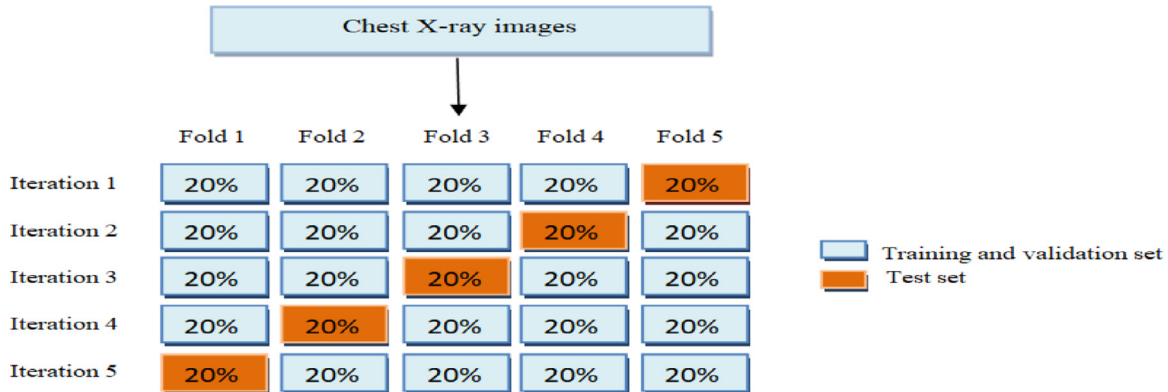 Chest X-ray images
Fold 1 Fold 2 Fold 3 Fold 4 Fold 5
Iteration 1 20% 20% 20% 20% 20%
Iteration 2 20% 20% 20% 20% 20%
Iteration 3 20% 20% 20% 20% 20%
Iteration 4 20% 20% 20% 20% 20%
Iteration 5 20% 20% 20% 20% 20%
Training and validation set
Test set